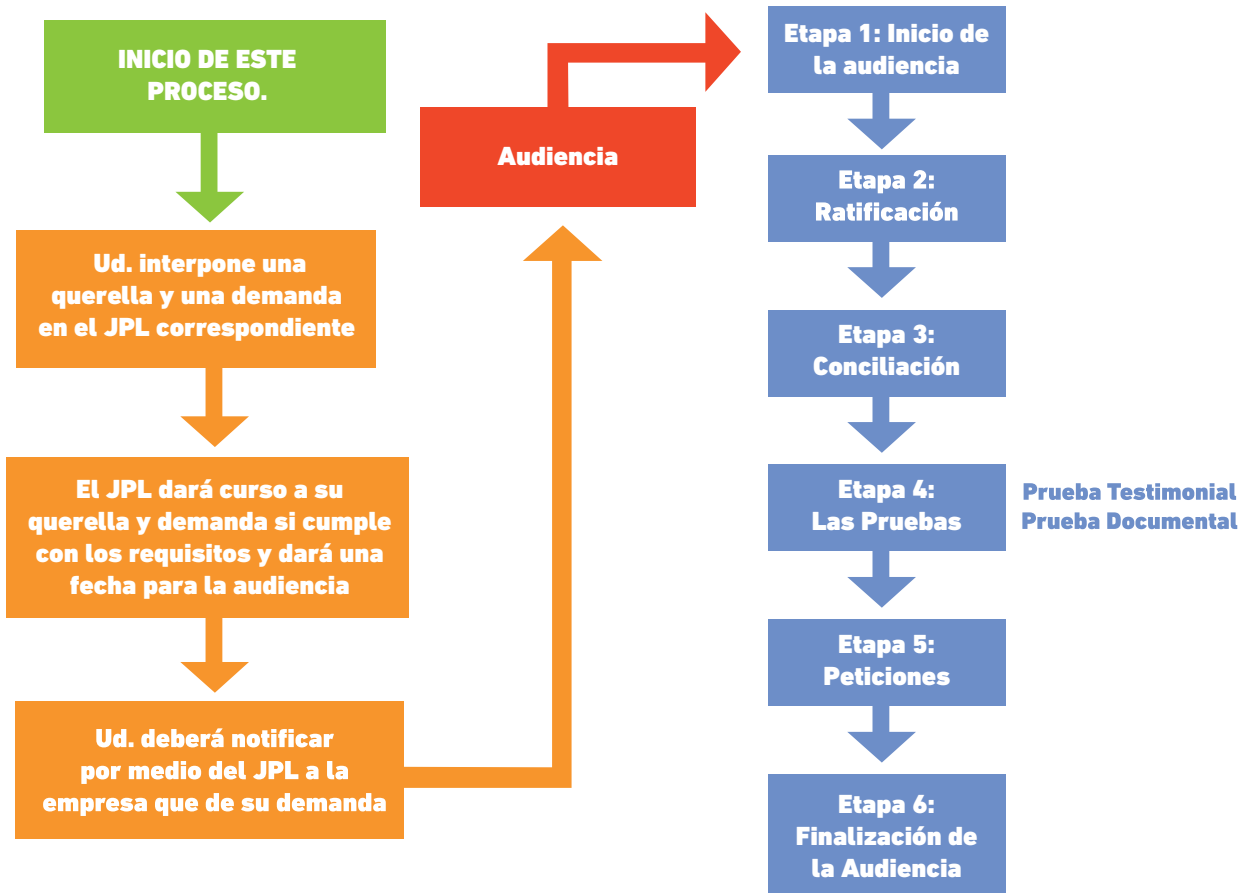 INICIO DE ESTE
PROCESO.
Ud. interpone una
querella y una demanda
en el JPL correspondiente
El JPL dará curso a su
querella y demanda si cumple
con los requisitos y dará una
fecha para la audiencia
Ud. deberá notificar
por medio del JPL a la
empresa que de su demanda
Audiencia
Etapa 1: Inicio de
la audiencia
Etapa 2:
Ratificación
Etapa 3:
Conciliación
Etapa 4:
Las Pruebas
Prueba Testimonial
Prueba Documental
Etapa 5:
Peticiones
Etapa 6:
Finalización de
la Audiencia